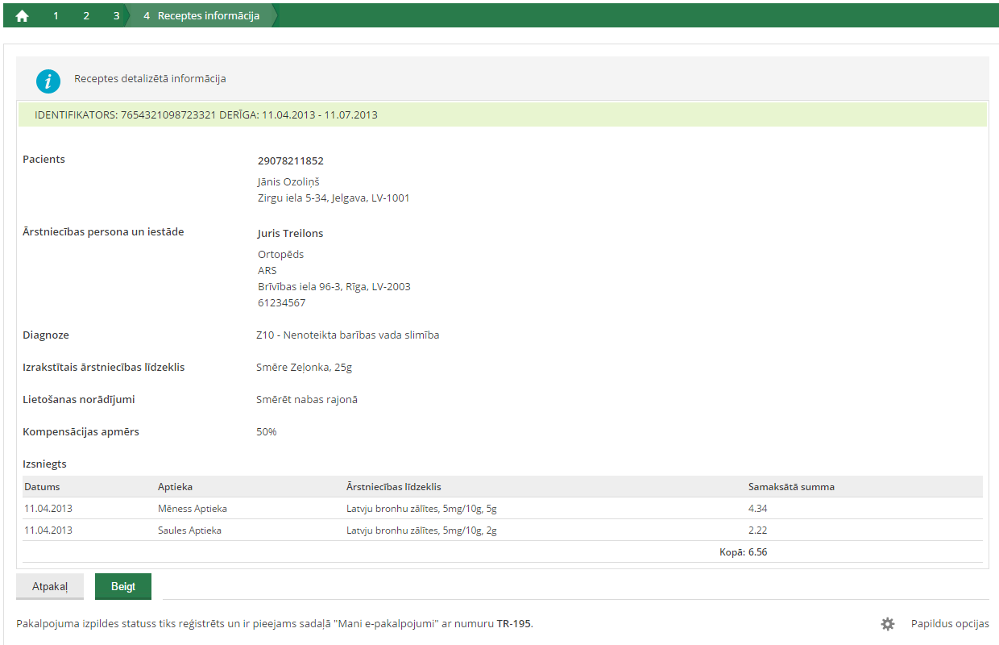 1 2 3 4 Receptes informācija
Receptes detalizētā informācija
IDENTIFIKATORS: 7654321098723321 DERĪGA: 11.04.2013 - 11.07.2013
Pacients 29078211852
Jānis Ozoliņš
Zirgu iela 5-34, Jelgava, LV-1001
Ārstniecības persona un iestāde Juris Treilons
Ortopēds
ARS
Brīvības iela 96-3, Rīga, LV-2003
61234567
Diagnoze Z10 - Nenoteikta barības vada slimība
Izrakstītais ārstniecības līdzeklis Smēre Zeļonka, 25g
Lietošanas norādījumi Smērēt nabas rajonā
Kompensācijas apmērs 50%
Izsniegts
Datums Aptieka Ārstniecības līdzeklis Samaksātā summa
11.04.2013 Mēness Aptieka Latvju bronhu zālītes, 5mg/10g, 5g 4.34
11.04.2013 Saules Aptieka Latvju bronhu zālītes, 5mg/10g, 2g 2.22
Kopā: 6.56
Atpakaļ Beigt
Pakalpojuma izpildes statuss tiks reģistrēts un ir pieejams sadaļā "Mani e-pakalpojumi" ar numuru TR-195. Papildus opcijas